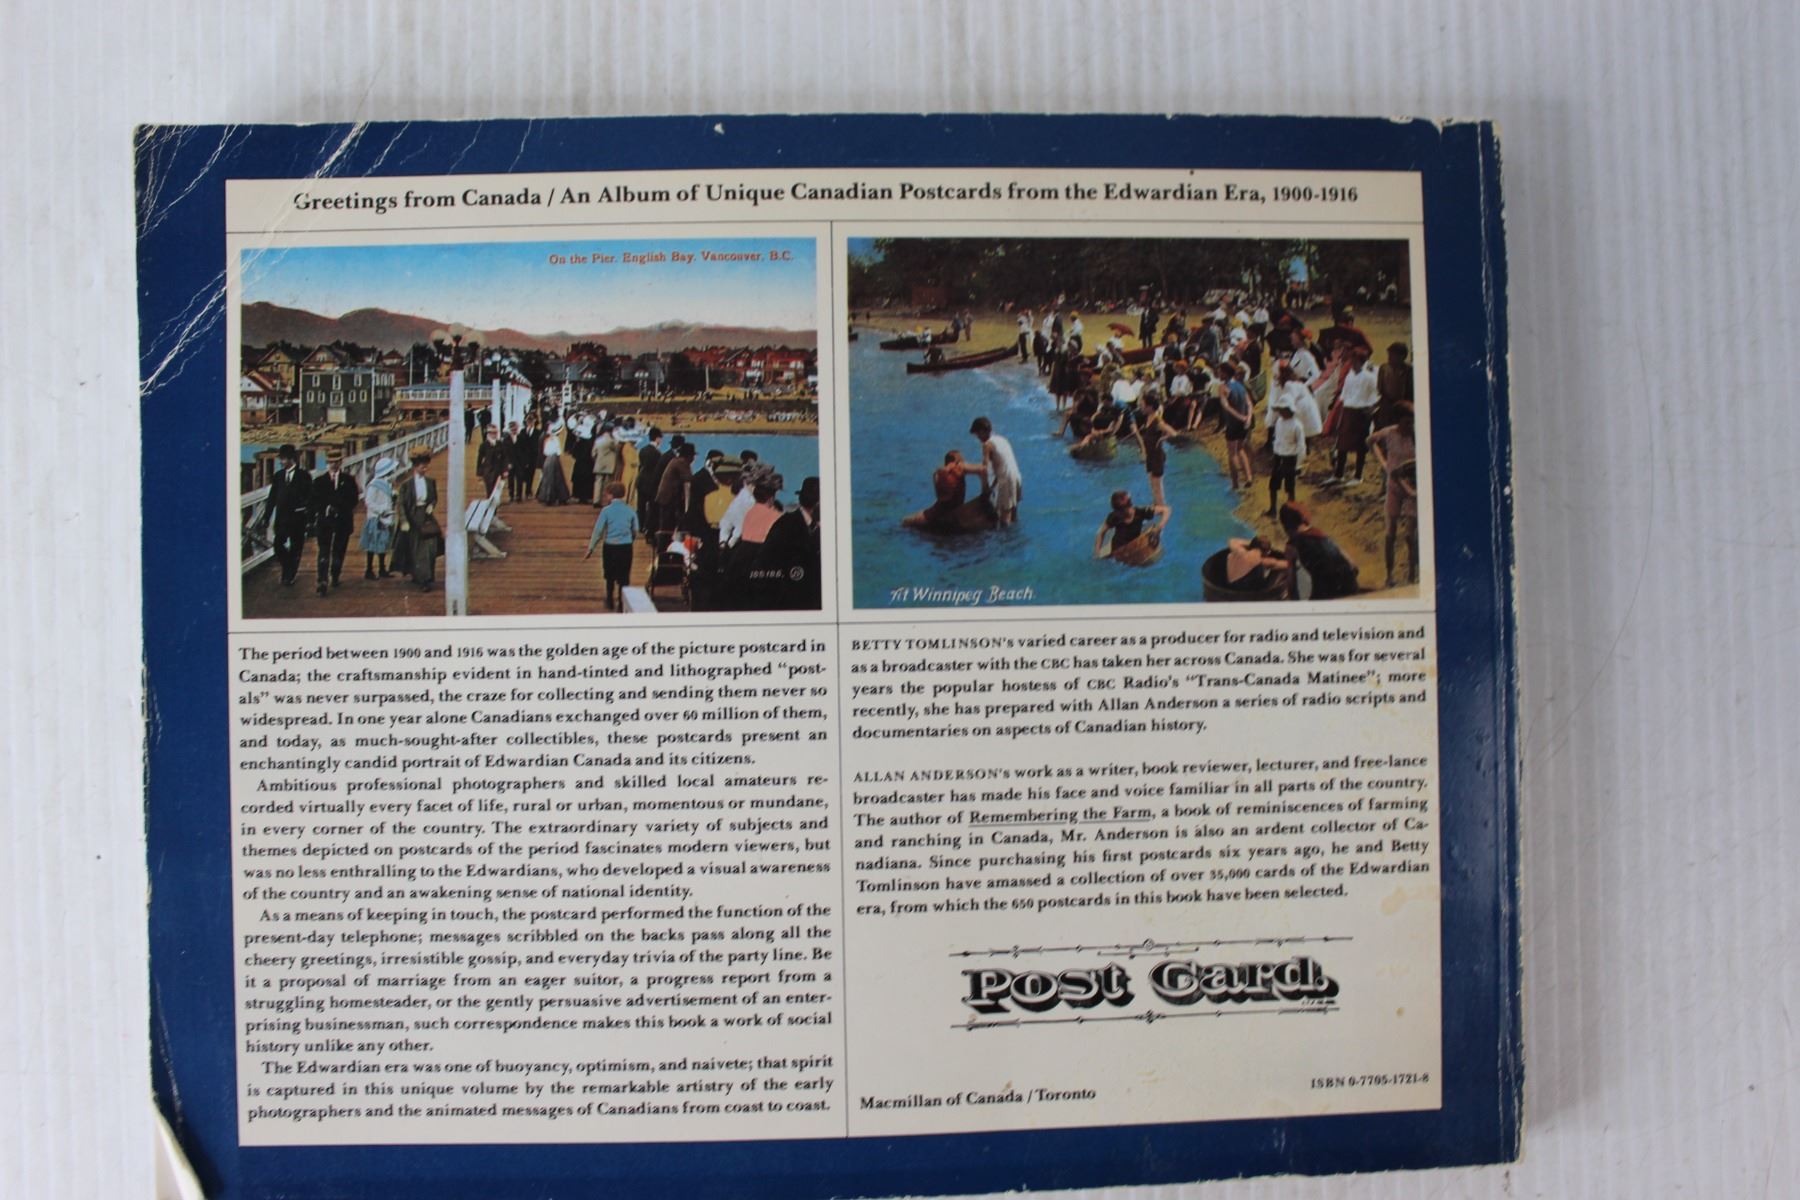 Greetings from Canada / An Album of Unique Canadian Postcards from the Edwardian Era, 1900-1916
On the Pier. English Bay. Vancouver. B.C.
At Winnipeg Beach.
The period between 1900 and 1916 was the golden age of the picture postcard in
Canada; the craftsmanship evident in hand-tinted and lithographed "post-
als" was never surpassed, the craze for collecting and sending them never so
widespread. In one year alone Canadians exchanged over 60 million of them,
and today, as much-sought-after collectibles, these postcards present an
enchantingly candid portrait of Edwardian Canada and its citizens.
Ambitious professional photographers and skilled local amateurs re-
corded virtually every facet of life, rural or urban, momentous or mundane,
in every corner of the country. The extraordinary variety of subjects and
themes depicted on postcards of the period fascinates modern viewers, but
was no less enthralling to the Edwardians, who developed a visual awareness
of the country and an awakening sense of national identity.
As a means of keeping in touch, the postcard performed the function of the
present-day telephone; messages scribbled on the backs pass along all the
cheery greetings, irresistible gossip, and everyday trivia of the party line. Be
it a proposal of marriage from an eager suitor, a progress report from a
struggling homesteader, or the gently persuasive advertisement of an enter-
prising businessman, such correspondence makes this book a work of social
history unlike any other.
The Edwardian era was one of buoyancy, optimism, and naivete; that spirit
is captured in this unique volume by the remarkable artistry of the early
photographers and the animated messages of Canadians from coast to coast.
BETTY TOMLINSON's varied career as a producer for radio and television and
as a broadcaster with the CBC has taken her across Canada. She was for several
years the popular hostess of CBC Radio's "Trans-Canada Matinee"; more
recently, she has prepared with Allan Anderson a series of radio scripts and
documentaries on aspects of Canadian history.
ALLAN ANDERSON's work as a writer, book reviewer, lecturer, and free-lance
broadcaster has made his face and voice familiar in all parts of the country.
The author of Remembering the Farm, a book of reminiscences of farming
and ranching in Canada, Mr. Anderson is also an ardent collector of Ca-
nadiana. Since purchasing his first postcards six years ago, he and Betty
Tomlinson have amassed a collection of over 35,000 cards of the Edwardian
era, from which the 650 postcards in this book have been selected.
Post Card.
ISBN 0-7705-1721-8
Macmillan of Canada / Toronto